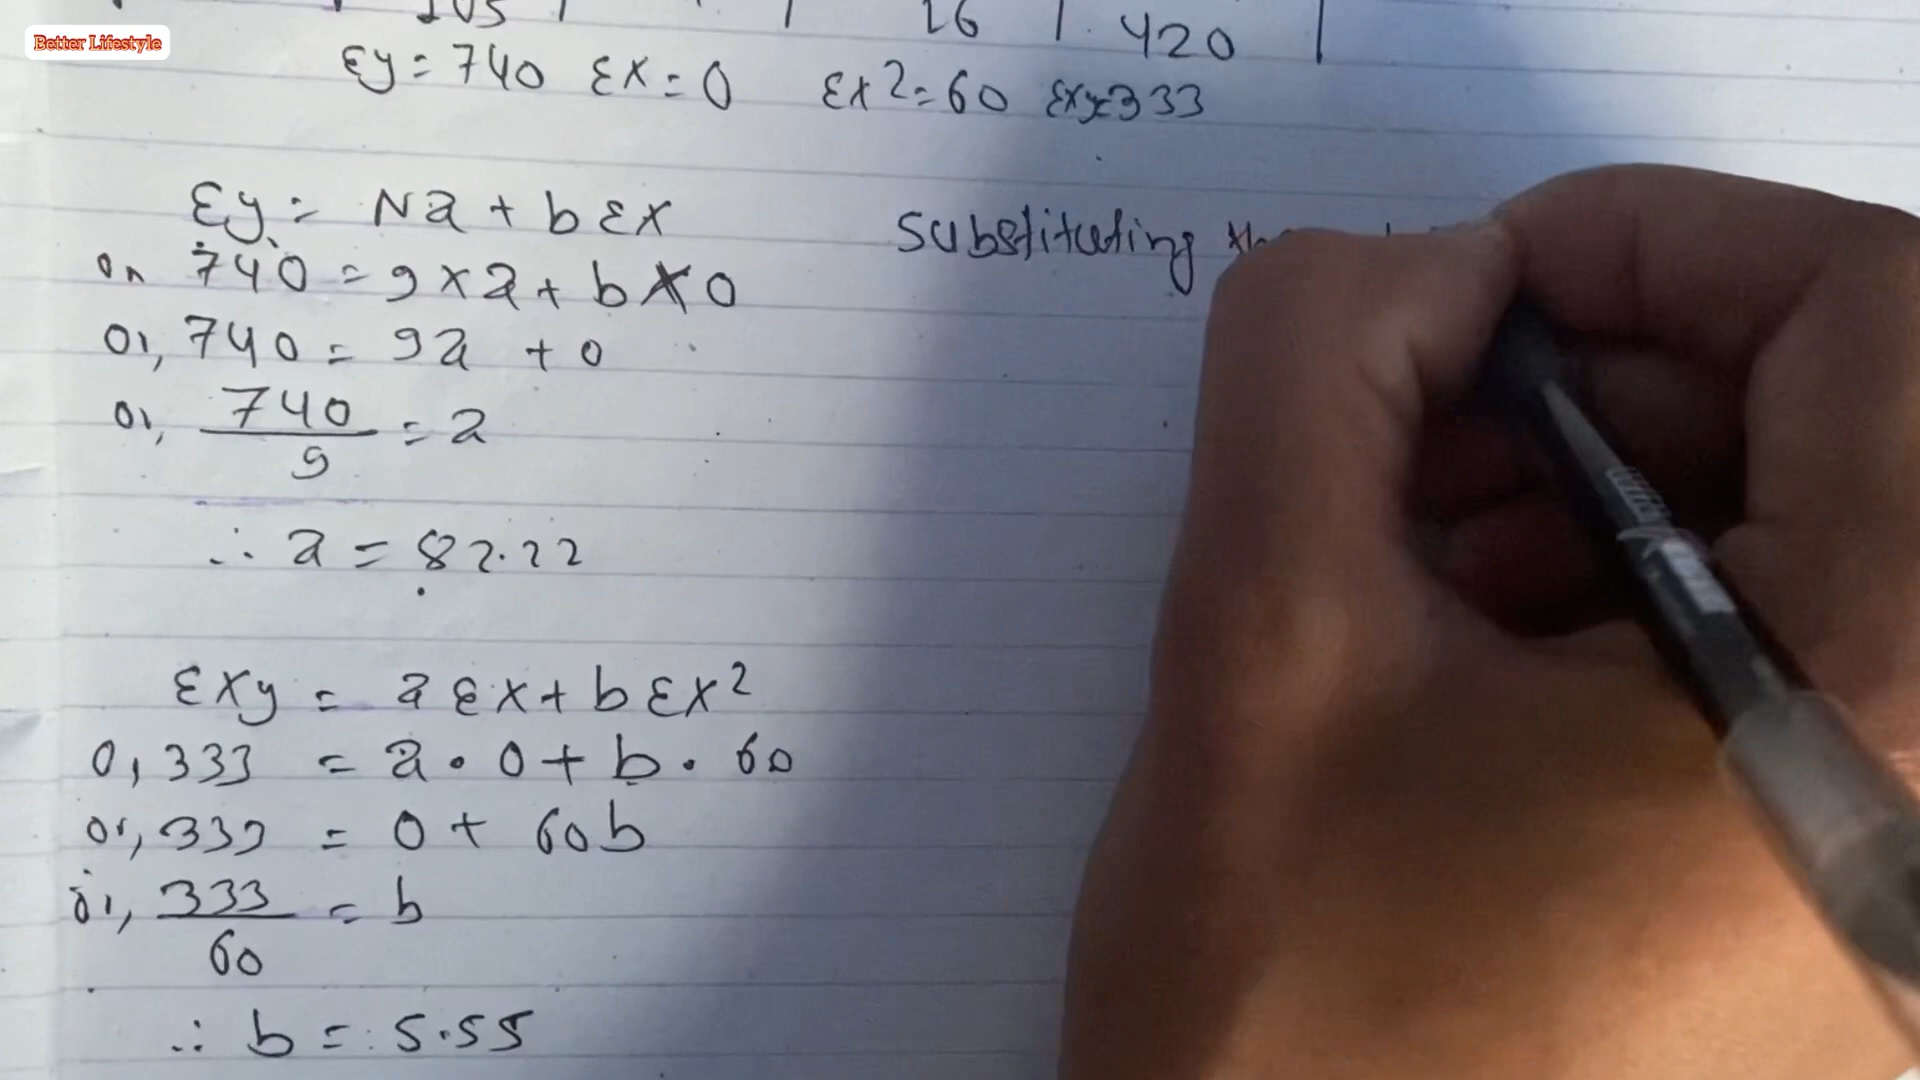 Better Lifestyle
105 16 420
Σy = 740 Σx = 0 Σx2 = 60 Σxy=333
Σy = Na + bΣx
or 740 = 9 x a + b x 0
or, 740 = 9a + 0
or, 740/9 = a
∴ a = 82.22
Σxy = aΣx + bΣx2
or, 333 = a . 0 + b . 60
or, 333 = 0 + 60b
or, 333/60 = b
∴ b = 5.55
Substituting